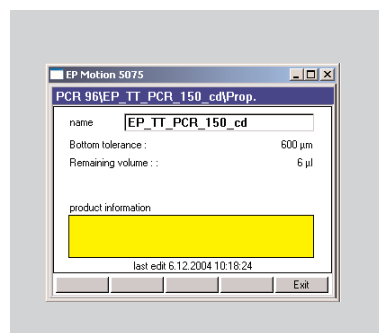 EP Motion 5075
PCR 96\EP_TT_PCR_150_cd\Prop.
name EP_TT_PCR_150_cd
Bottom tolerance : 600 µm
Remaining volume : : 6 µl
product information
last edit 6.12.2004 10:18:24
Exit